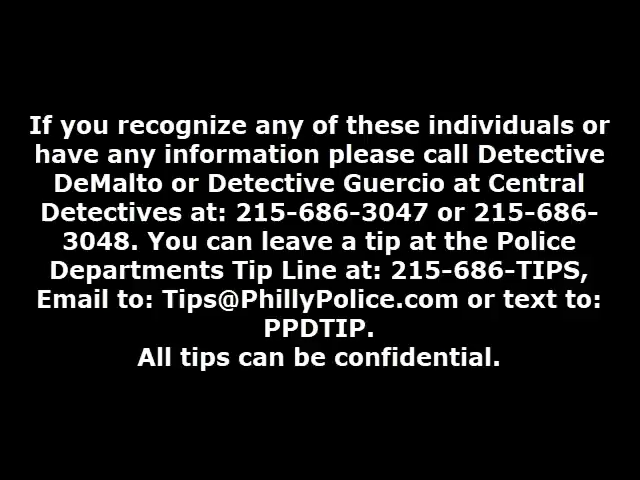 If you recognize any of these individuals or
have any information please call Detective
DeMalto or Detective Guercio at Central
Detectives at: 215-686-3047 or 215-686-
3048. You can leave a tip at the Police
Departments Tip Line at: 215-686-TIPS,
Email to: Tips@PhillyPolice.com or text to:
PPDTIP.
All tips can be confidential.